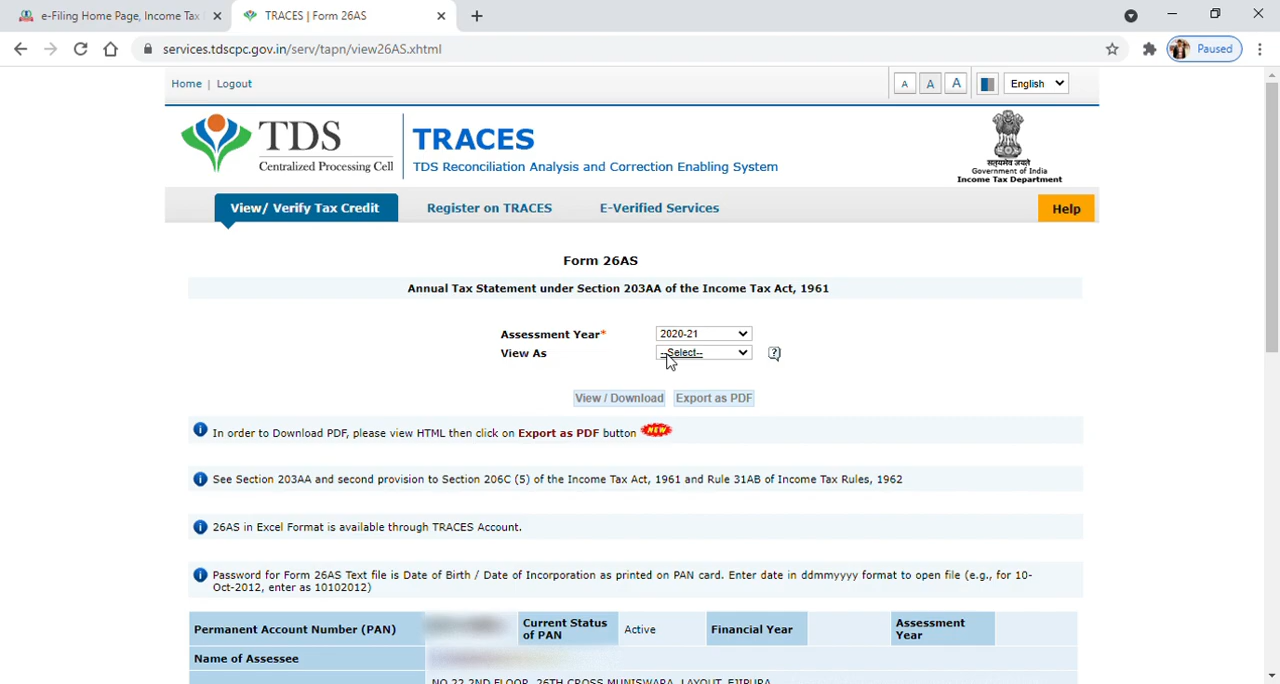 e-Filing Home Page, Income Tax
TRACES | Form 26AS
services.tdscpc.gov.in/serv/tapn/view26AS.xhtml
Paused
Home | Logout
A A A
English
TDS
Centralized Processing Cell
TRACES
TDS Reconciliation Analysis and Correction Enabling System
सत्यमेव जयते
Government of India
Income Tax Department
View/ Verify Tax Credit
Register on TRACES
E-Verified Services
Help
Form 26AS
Annual Tax Statement under Section 203AA of the Income Tax Act, 1961
Assessment Year* 2020-21
View As --Select--
View / Download Export as PDF
In order to Download PDF, please view HTML then click on Export as PDF button NEW
See Section 203AA and second provision to Section 206C (5) of the Income Tax Act, 1961 and Rule 31AB of Income Tax Rules, 1962
26AS in Excel Format is available through TRACES Account.
Password for Form 26AS Text file is Date of Birth / Date of Incorporation as printed on PAN card. Enter date in ddmmyyyy format to open file (e.g., for 10-
Oct-2012, enter as 10102012)
Permanent Account Number (PAN)
Current Status
of PAN
Active
Financial Year
Assessment
Year
Name of Assessee
NO 22 2ND FLOOR, 26TH CROSS MUNISWARA, LAYOUT, EJIPURA